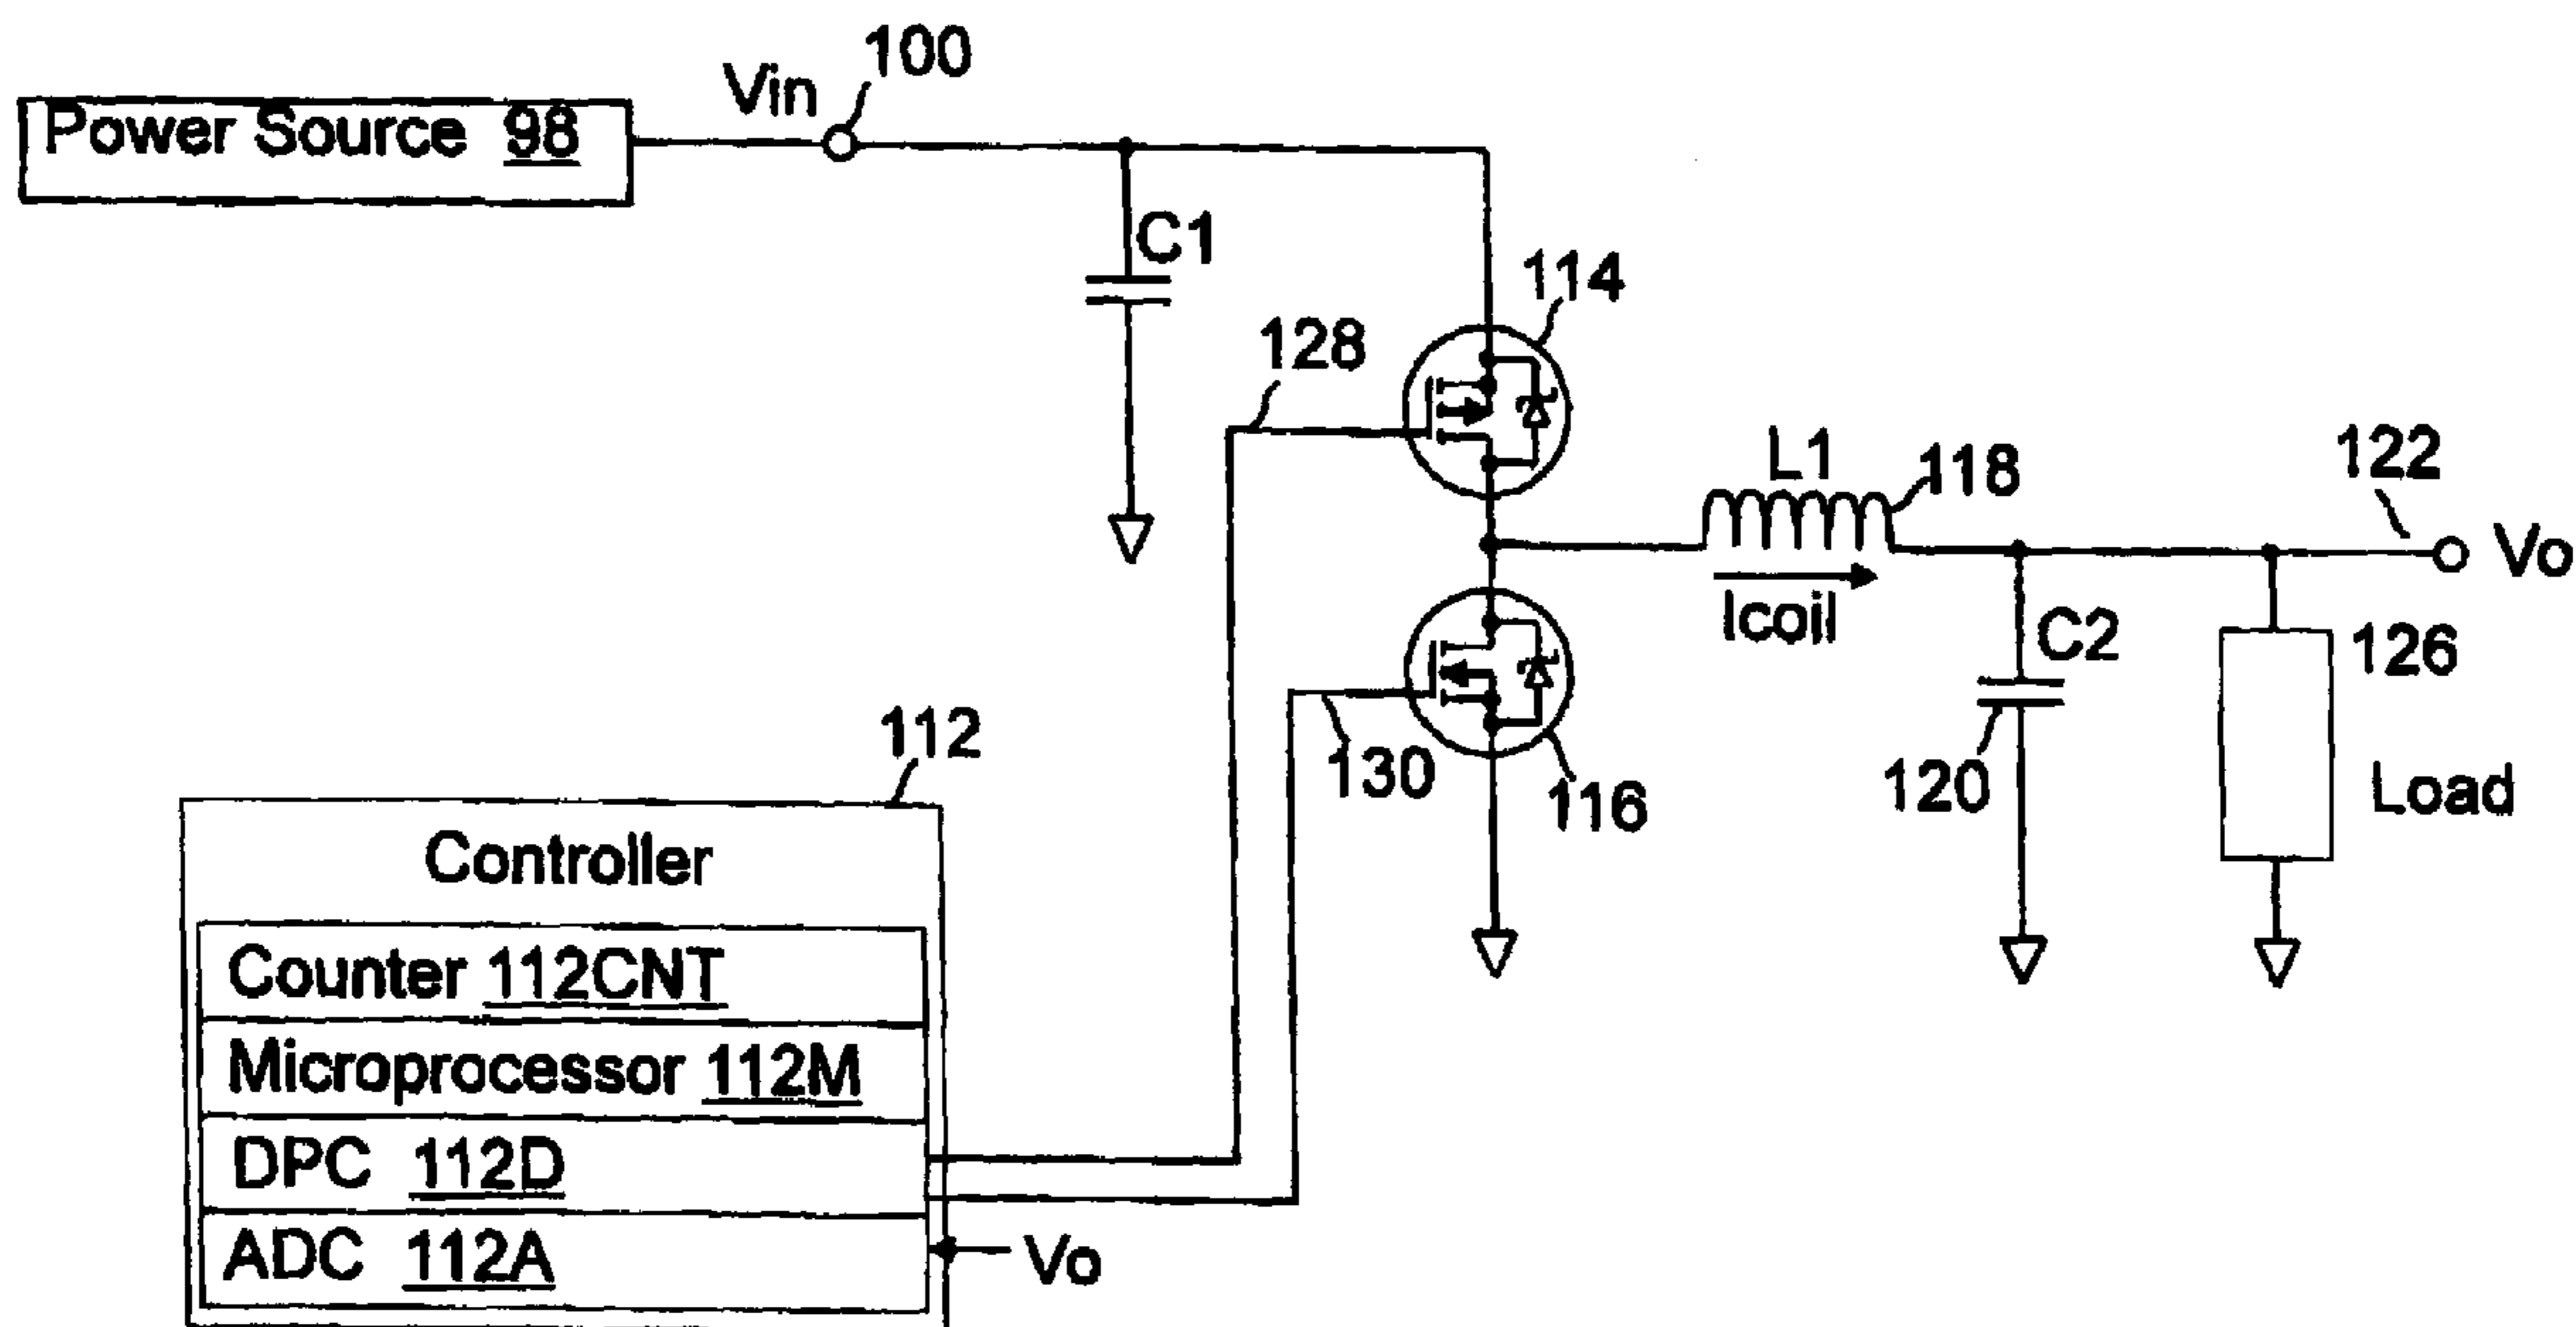 100
Vin
Power Source 98
C1
114
128
L1
118
122
Vo
Icoil
C2
126
130
116
120
Load
112
Controller
Counter 112CNT
Microprocessor 112M
DPC 112D
ADC 112A
Vo